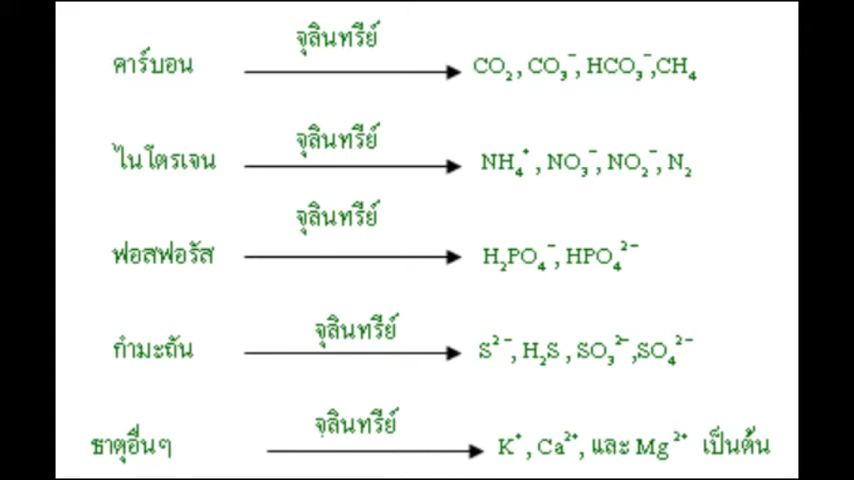 จุลินทรีย์
คาร์บอน → CO₂, CO₃⁻, HCO₃⁻,CH₄
จุลินทรีย์
ไนโตรเจน → NH₄⁺, NO₃⁻, NO₂⁻, N₂
จุลินทรีย์
ฟอสฟอรัส → H₂PO₄⁻, HPO₄²⁻
จุลินทรีย์
กำมะถัน → S²⁻, H₂S, SO₃²⁻,SO₄²⁻
จุลินทรีย์
ธาตุอื่นๆ → K⁺, Ca²⁺, และ Mg²⁺ เป็นต้น